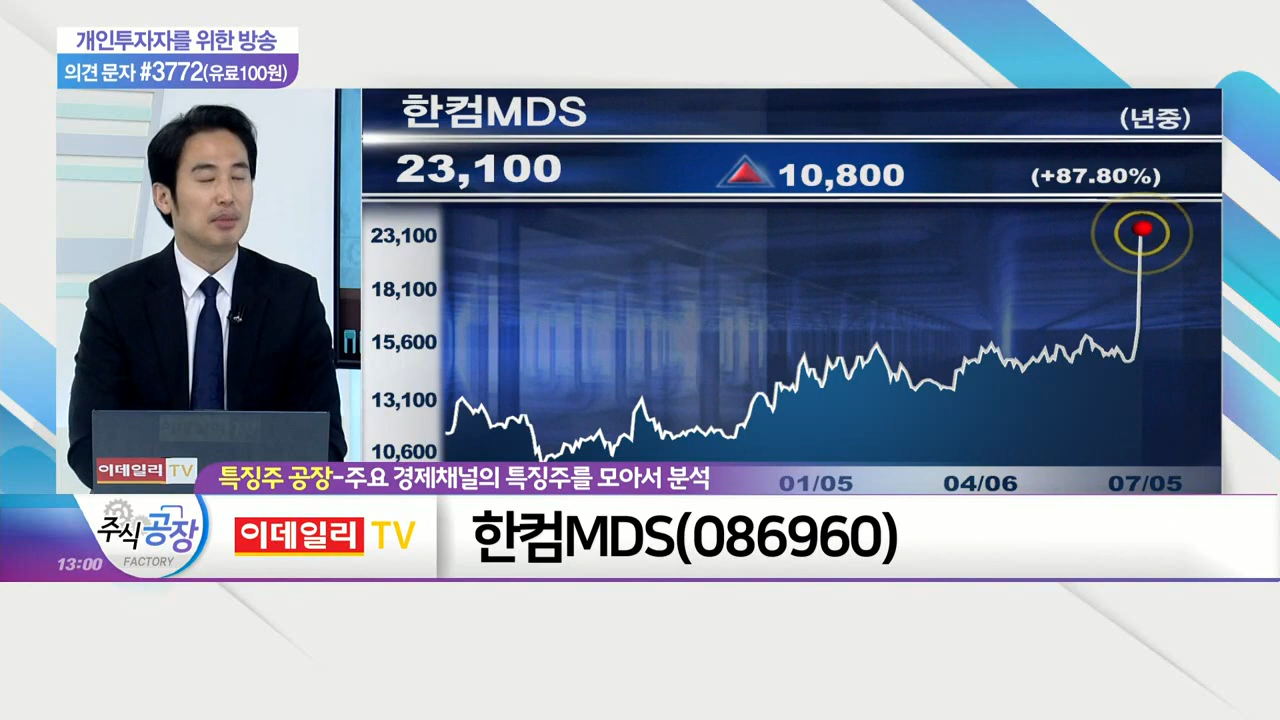 개인투자자를 위한 방송
의견 문자 #3772(유료100원)
한컴MDS
(년중)
23,100
10,800
(+87.80%)
23,100
18,100
15,600
13,100
10,600
01/05
04/06
07/05
이데일리 TV
특징주 공장-주요 경제채널의 특징주를 모아서 분석
주식공장
FACTORY
13:00
이데일리 TV
한컴MDS(086960)